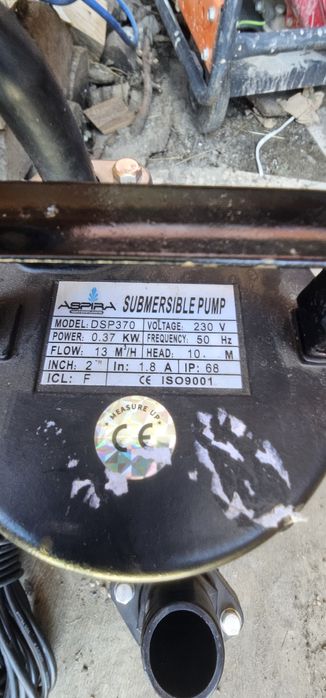 ASPIRA SUBMERSIBLE PUMP
MODEL: DSP370 VOLTAGE: 230 V
POWER: 0.37 KW FREQUENCY: 50 Hz
FLOW: 13 M³/H HEAD: 10. M
INCH: 2" In: 1.8 A IP: 68
ICL: F CE ISO9001
MEASURE UP
CE